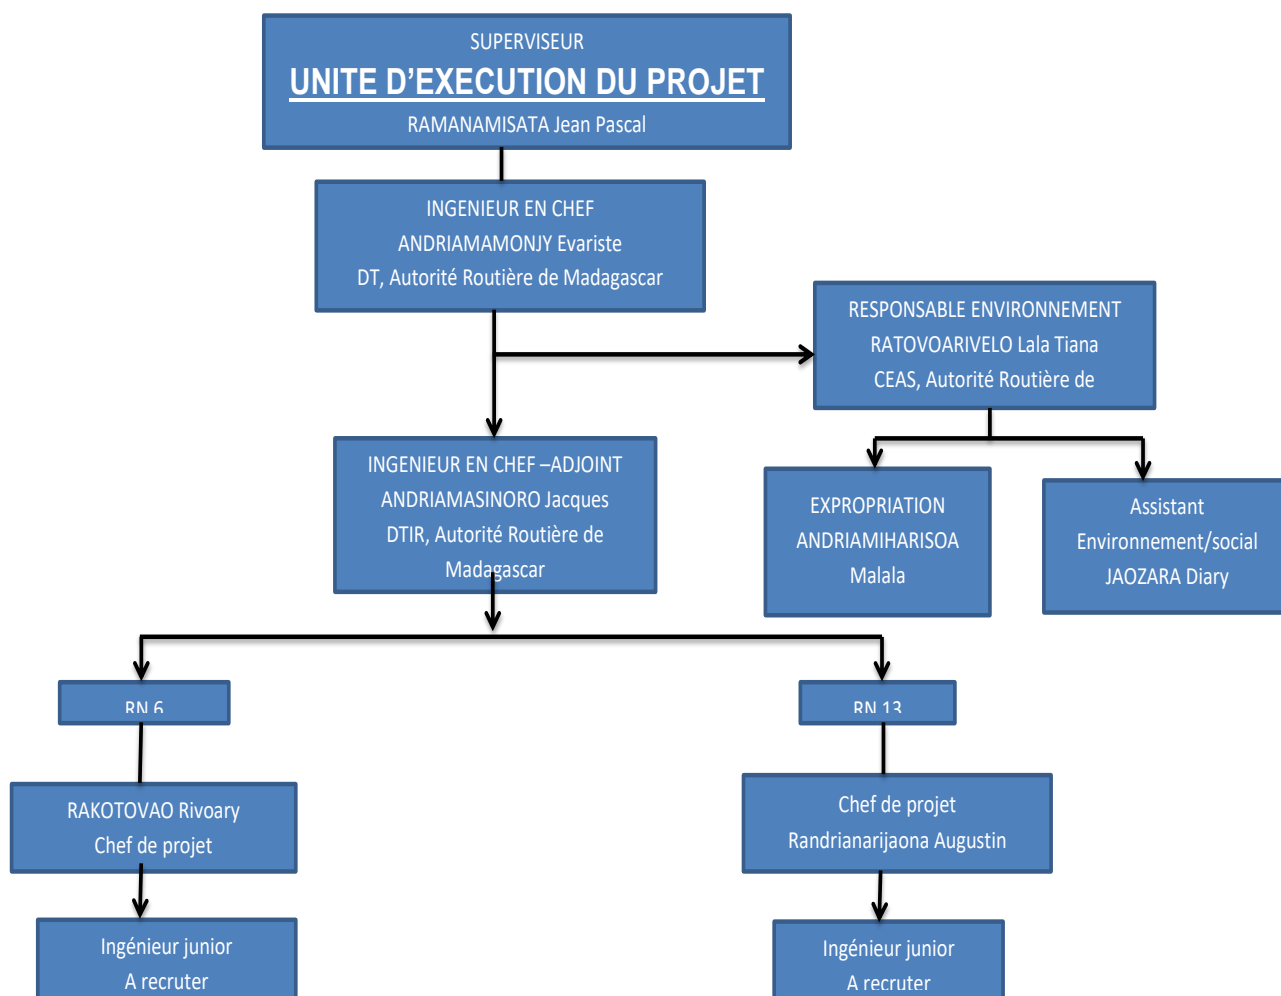 SUPERVISEUR
UNITE D’EXECUTION DU PROJET
RAMANAMISATA Jean Pascal
INGENIEUR EN CHEF
ANDRIAMAMONJY Evariste
DT, Autorité Routière de Madagascar
RESPONSABLE ENVIRONNEMENT
RATOVOARIVELO Lala Tiana
CEAS, Autorité Routière de
INGENIEUR EN CHEF –ADJOINT
ANDRIAMASINORO Jacques
DTIR, Autorité Routière de
Madagascar
EXPROPRIATION
ANDRIAMIHARISOA
Malala
Assistant
Environnement/social
JAOZARA Diary
RN 6
RN 13
RAKOTOVAO Rivoary
Chef de projet
Chef de projet
Randrianarijaona Augustin
Ingénieur junior
A recruter
Ingénieur junior
A recruter